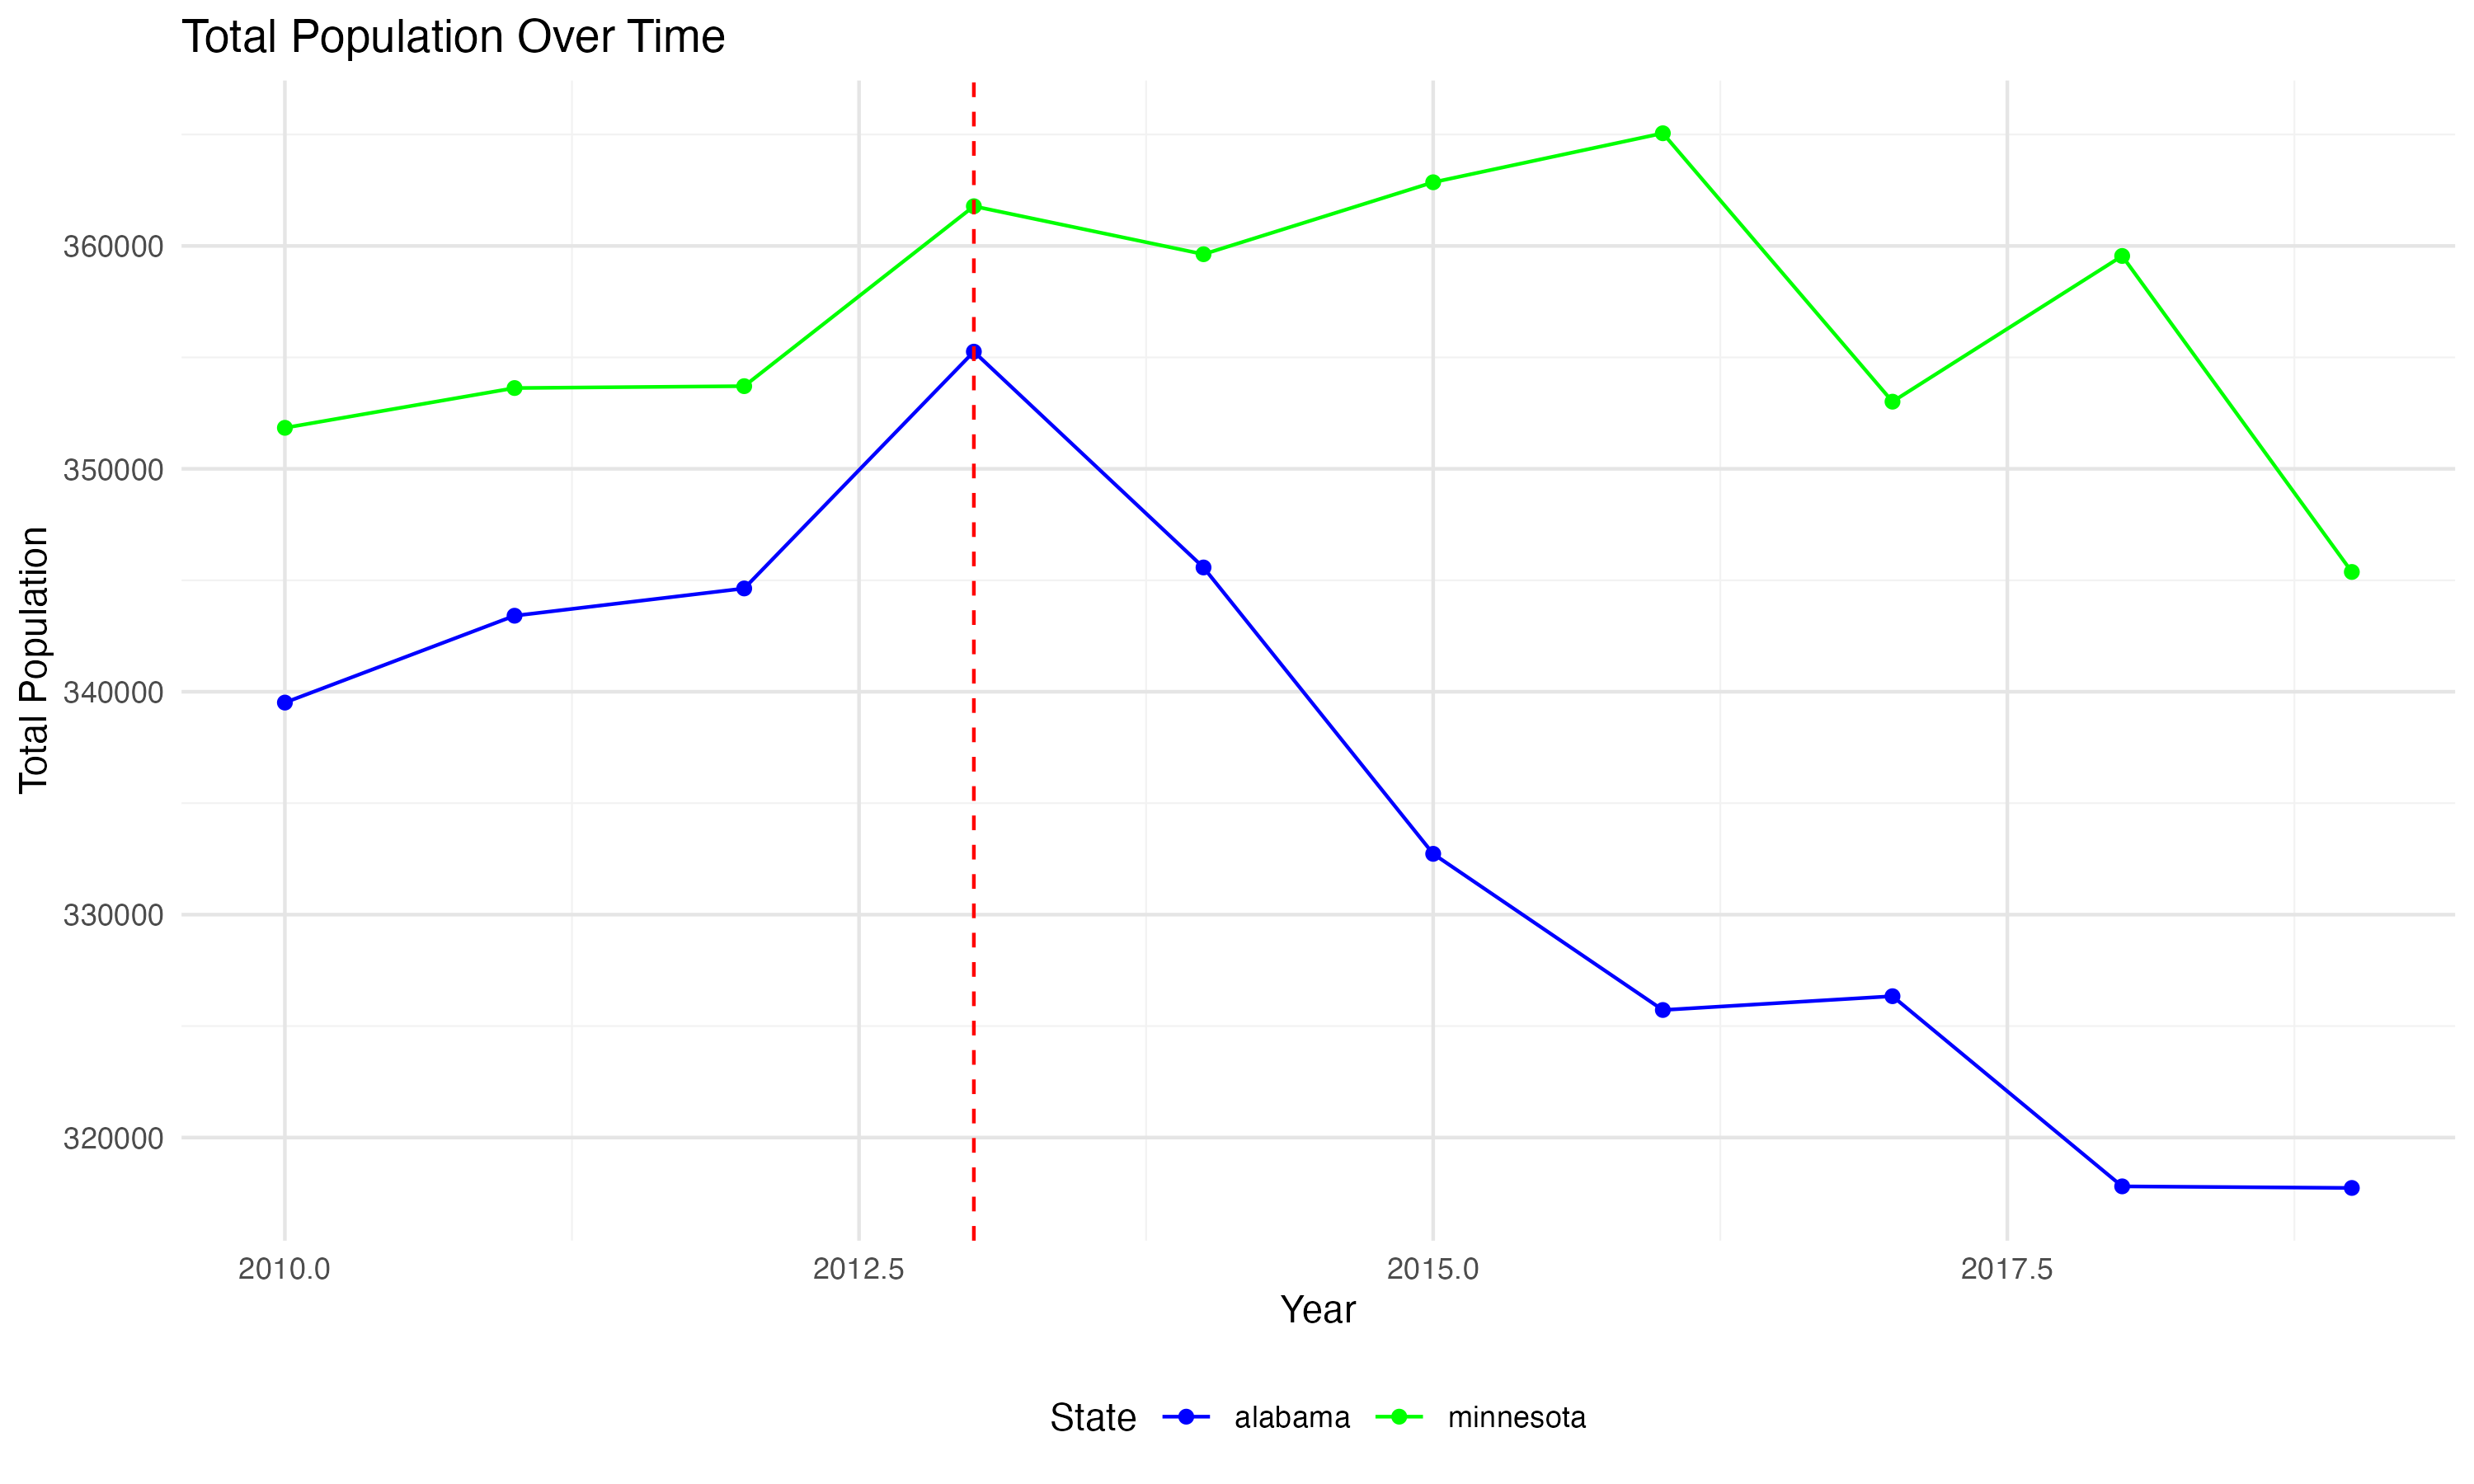 Total Population Over Time
Total Population
360000
350000
340000
330000
320000
2010.0 2012.5 2015.0 2017.5
Year
State alabama minnesota